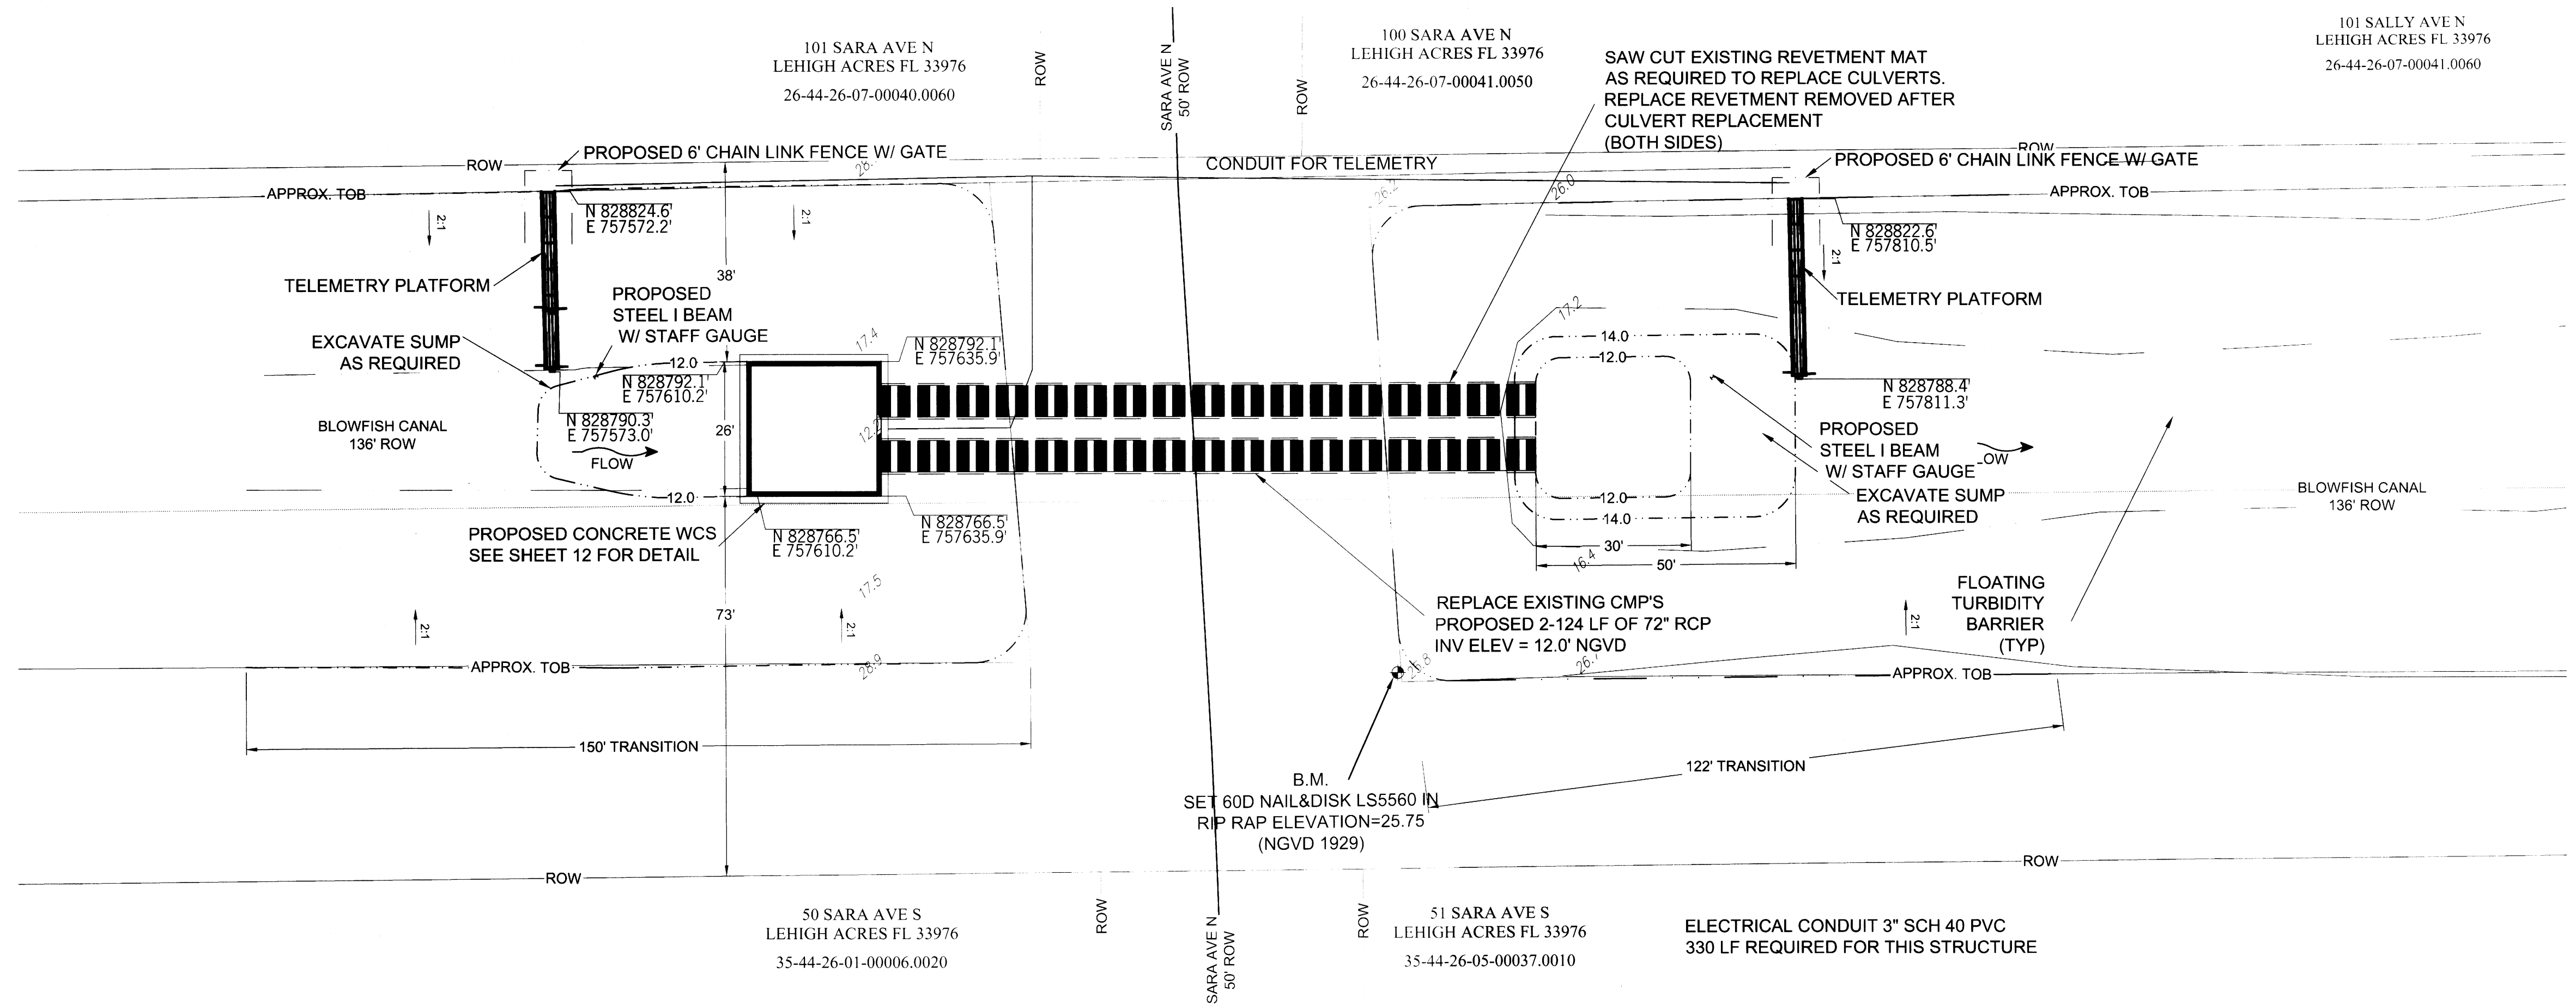 101 SARA AVE N
LEHIGH ACRES FL 33976
26-44-26-07-00040.0060
ROW
SARA AVE N
50' ROW
ROW
100 SARA AVE N
LEHIGH ACRES FL 33976
26-44-26-07-00041.0050
SAW CUT EXISTING REVETMENT MAT
AS REQUIRED TO REPLACE CULVERTS.
REPLACE REVETMENT REMOVED AFTER
CULVERT REPLACEMENT
(BOTH SIDES)
101 SALLY AVE N
LEHIGH ACRES FL 33976
26-44-26-07-00041.0060
ROW
PROPOSED 6' CHAIN LINK FENCE W/ GATE
CONDUIT FOR TELEMETRY
ROW
PROPOSED 6' CHAIN LINK FENCE W/ GATE
APPROX. TOB
26.2
26.0
APPROX. TOB
2:1
N 828824.6'
E 757572.2'
2:1
N 828822.6'
E 757810.5'
2:1
TELEMETRY PLATFORM
38'
TELEMETRY PLATFORM
PROPOSED
STEEL I BEAM
W/ STAFF GAUGE
17.4
17.2
EXCAVATE SUMP
AS REQUIRED
12.0
N 828792.1'
E 757635.9'
14.0
12.0
N 828792.1'
E 757610.2'
N 828788.4'
E 757811.3'
N 828790.3'
E 757573.0'
BLOWFISH CANAL
136' ROW
26'
12.2
FLOW
PROPOSED
STEEL I BEAM
W/ STAFF GAUGE
OW
EXCAVATE SUMP
AS REQUIRED
BLOWFISH CANAL
136' ROW
12.0
12.0
14.0
PROPOSED CONCRETE WCS
SEE SHEET 12 FOR DETAIL
N 828766.5'
E 757610.2'
N 828766.5'
E 757635.9'
30'
16.4
50'
17.5
73'
2:1
2:1
2:1
REPLACE EXISTING CMP'S
PROPOSED 2-124 LF OF 72" RCP
INV ELEV = 12.0' NGVD
FLOATING
TURBIDITY
BARRIER
(TYP)
APPROX. TOB
28.9
APPROX. TOB
150' TRANSITION
122' TRANSITION
B.M.
SET 60D NAIL&DISK LS5560 IN
RIP RAP ELEVATION=25.75
(NGVD 1929)
ROW
ROW
50 SARA AVE S
LEHIGH ACRES FL 33976
35-44-26-01-00006.0020
ROW
SARA AVE N
50' ROW
ROW
51 SARA AVE S
LEHIGH ACRES FL 33976
35-44-26-05-00037.0010
ELECTRICAL CONDUIT 3" SCH 40 PVC
330 LF REQUIRED FOR THIS STRUCTURE